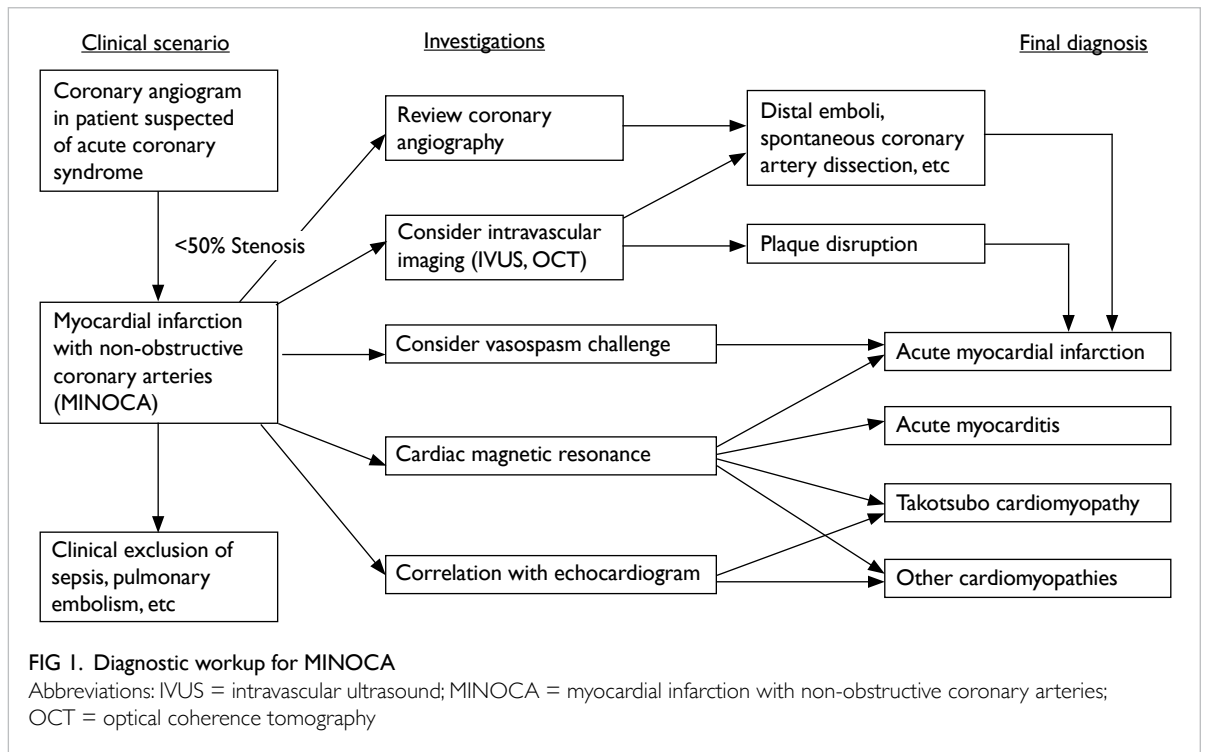 Clinical scenario
Investigations
Final diagnosis
Coronary angiogram
in patient suspected
of acute coronary
syndrome
<50% Stenosis
Myocardial infarction
with non-obstructive
coronary arteries
(MINOCA)
Clinical exclusion of
sepsis, pulmonary
embolism, etc
Review coronary
angiography
Consider intravascular
imaging (IVUS, OCT)
Consider vasospasm challenge
Cardiac magnetic resonance
Correlation with echocardiogram
Distal emboli,
spontaneous coronary
artery dissection, etc
Plaque disruption
Acute myocardial infarction
Acute myocarditis
Takotsubo cardiomyopathy
Other cardiomyopathies
FIG 1. Diagnostic workup for MINOCA
Abbreviations: IVUS = intravascular ultrasound; MINOCA = myocardial infarction with non-obstructive coronary arteries;
OCT = optical coherence tomography